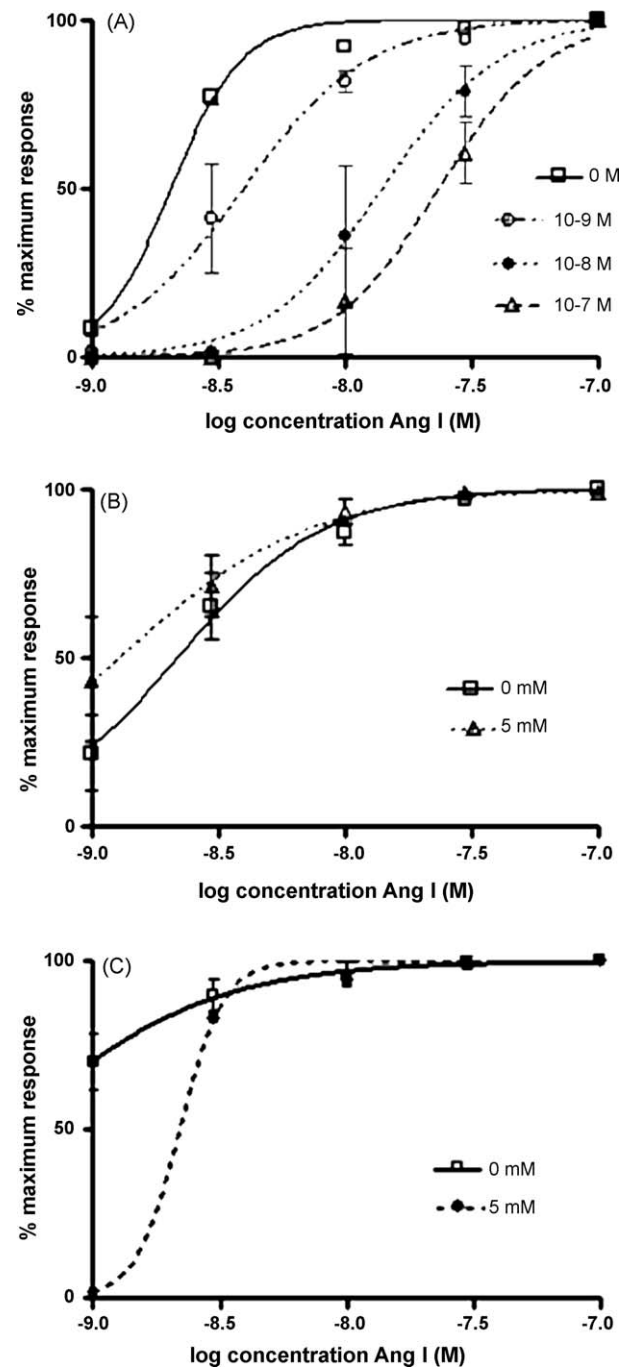 (A)
100
50
0
% maximum response
0 M
10-9 M
10-8 M
10-7 M
-9.0 -8.5 -8.0 -7.5 -7.0
log concentration Ang I (M)
(B)
100
50
0
% maximum response
0 mM
5 mM
-9.0 -8.5 -8.0 -7.5 -7.0
log concentration Ang I (M)
(C)
100
50
0
% maximum response
0 mM
5 mM
-9.0 -8.5 -8.0 -7.5 -7.0
log concentration Ang I (M)